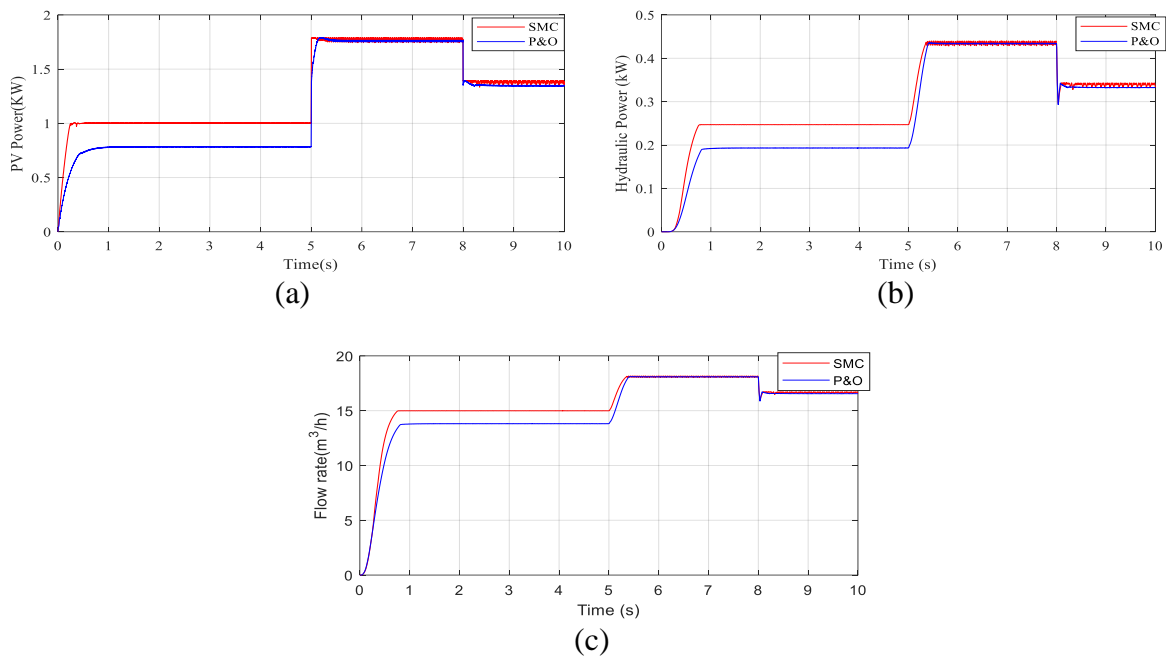 2
1.5
1
0.5
0
PV Power(KW)
SMC
P&O
0 1 2 3 4 5 6 7 8 9 10
Time(s)
(a)
0.5
0.4
0.3
0.2
0.1
0
Hydraulic Power (kW)
SMC
P&O
0 1 2 3 4 5 6 7 8 9 10
Time (s)
(b)
20
15
10
5
0
Flow rate(m³/h)
SMC
P&O
0 1 2 3 4 5 6 7 8 9 10
Time (s)
(c)